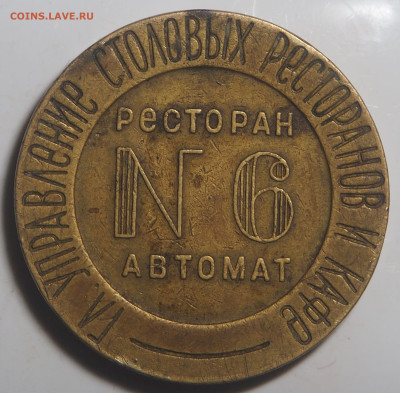 COINS.LAVE.RU
ГЛ. УПРАВЛЕНИЕ СТОЛОВЫХ РЕСТОРАНОВ И КАФЕ
РЕСТОРАН
N 6
АВТОМАТ